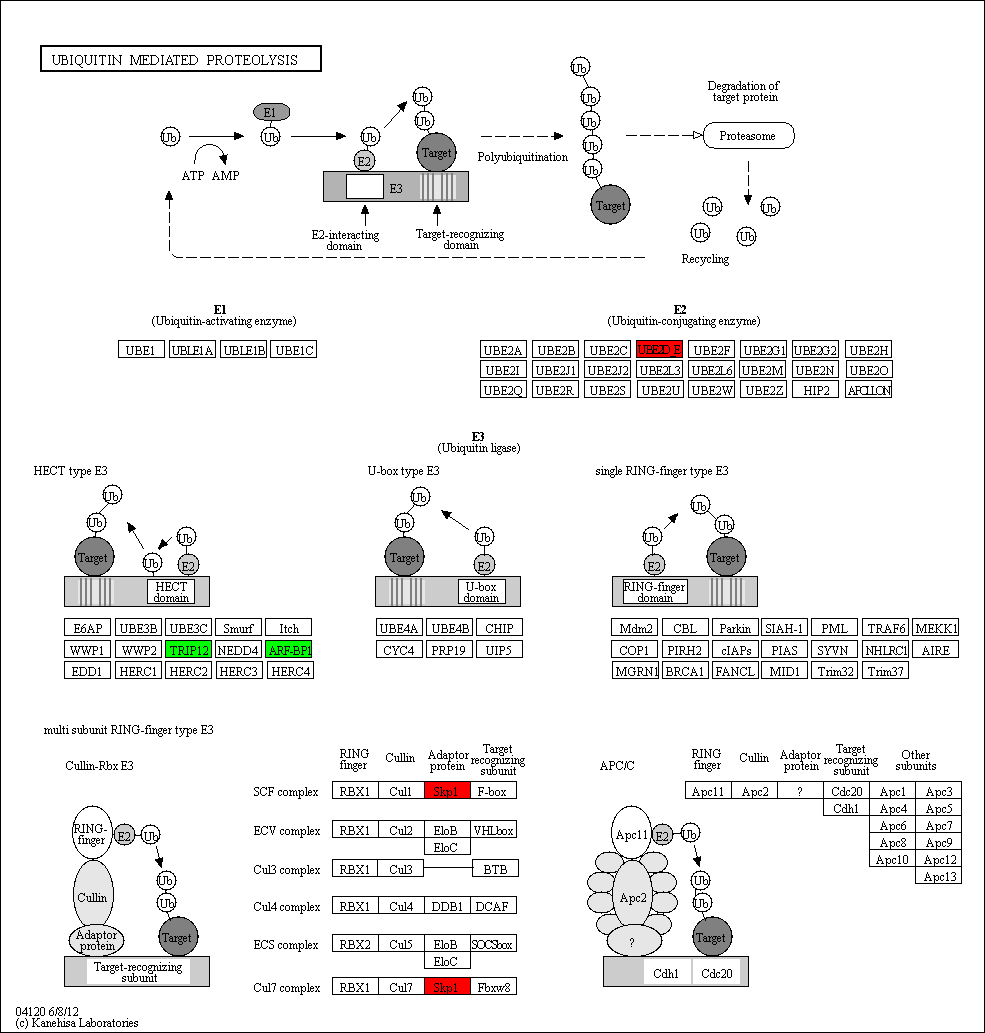 UBIQUITIN MEDIATED PROTEOLYSIS
Ub
Ub
Ub
Ub
Ub
Ub
Ub
Ub
Degradation of
target protein
E1
Ub
Ub
Ub
E2
Target
Polyubiquitination
Proteasome
ATP AMP
E3
Target
Ub
Ub
Ub
Ub
E2-interacting
domain
Target-recognizing
domain
Recycling
E1
(Ubiquitin-activating enzyme)
UBE1 UBLE1A UBLE1B UBE1C
E2
(Ubiquitin-conjugating enzyme)
UBE2A UBE2B UBE2C UBE2D_E UBE2F UBE2G1 UBE2G2 UBE2H
UBE2I UBE2J1 UBE2J2 UBE2L3 UBE2L6 UBE2M UBE2N UBE2O
UBE2Q UBE2R UBE2S UBE2U UBE2W UBE2Z HIP2 APCLLON
E3
(Ubiquitin ligase)
HECT type E3
Ub
Ub
Ub
Ub
Target
E2
HECT
domain
E6AP UBE3B UBE3C Smurf Itch
WWP1 WWP2 TRIP12 NEDD4 ARF-BP1
EDD1 HERC1 HERC2 HERC3 HERC4
U-box type E3
Ub
Ub
Ub
Target
E2
U-box
domain
UBE4A UBE4B CHIP
CYC4 PRP19 UIP5
single RING-finger type E3
Ub
Ub
Ub
E2
Target
RING-finger
domain
Mdm2 CBL Parkin SIAH-1 PML TRAF6 MEKK1
COP1 PIRH2 cIAPs PIAS SYVN NHLRC1 AIRE
MGRN1 BRCA1 FANCL MID1 Trim32 Trim37
multi subunit RING-finger type E3
Cullin-Rbx E3
RING-
finger
E2
Ub
Ub
Ub
Cullin
Adaptor
protein
Target
Target-recognizing
subunit
RING
finger
Cullin
Adaptor
protein
Target
recognizing
subunit
SCF complex RBX1 Cul1 Skp1 F-box
ECV complex RBX1 Cul2 EloB VHLbox
EloC
Cul3 complex RBX1 Cul3 BTB
Cul4 complex RBX1 Cul4 DDB1 DCAF
ECS complex RBX2 Cul5 EloB SOCSbox
EloC
Cul7 complex RBX1 Cul7 Skp1 Fbxw8
APC/C
RING
finger
Cullin
Adaptor
protein
Target
recognizing
subunit
Other
subunits
Apc11 Apc2 ? Cdc20 Apc1 Apc3
Cdh1 Apc4 Apc5
Apc6 Apc7
Apc8 Apc9
Apc10 Apc12
Apc13
Apc11
E2
Ub
Ub
Ub
Apc2
?
Target
Cdh1 Cdc20
04120 6/8/12
(c) Kanehisa Laboratories